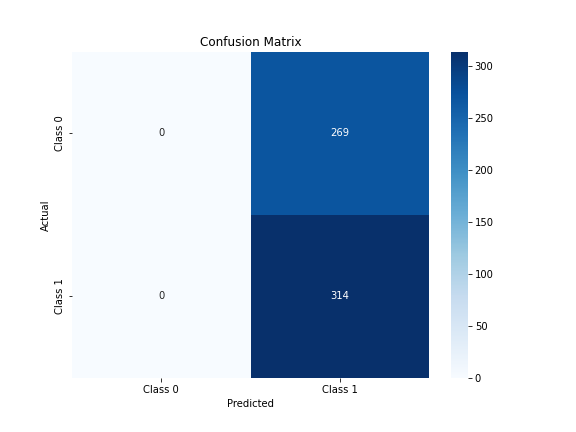 Confusion Matrix
Class 0
Class 1
Actual
0
269
0
314
Class 0
Class 1
Predicted
300
250
200
150
100
50
0